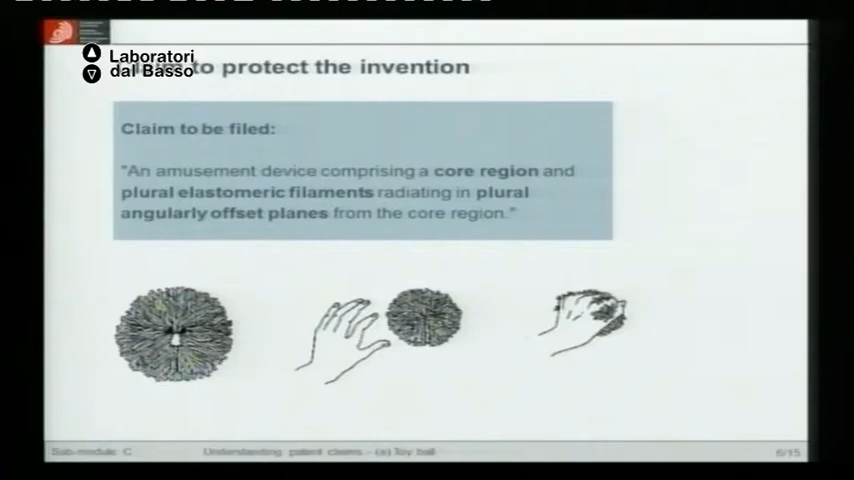 Laboratori
dal Basso
to protect the invention
Claim to be filed:
"An amusement device comprising a core region and
plural elastomeric filaments radiating in plural
angularly offset planes from the core region."
Sub-module C
Understanding patent claims - (a) Toy ball
6/15